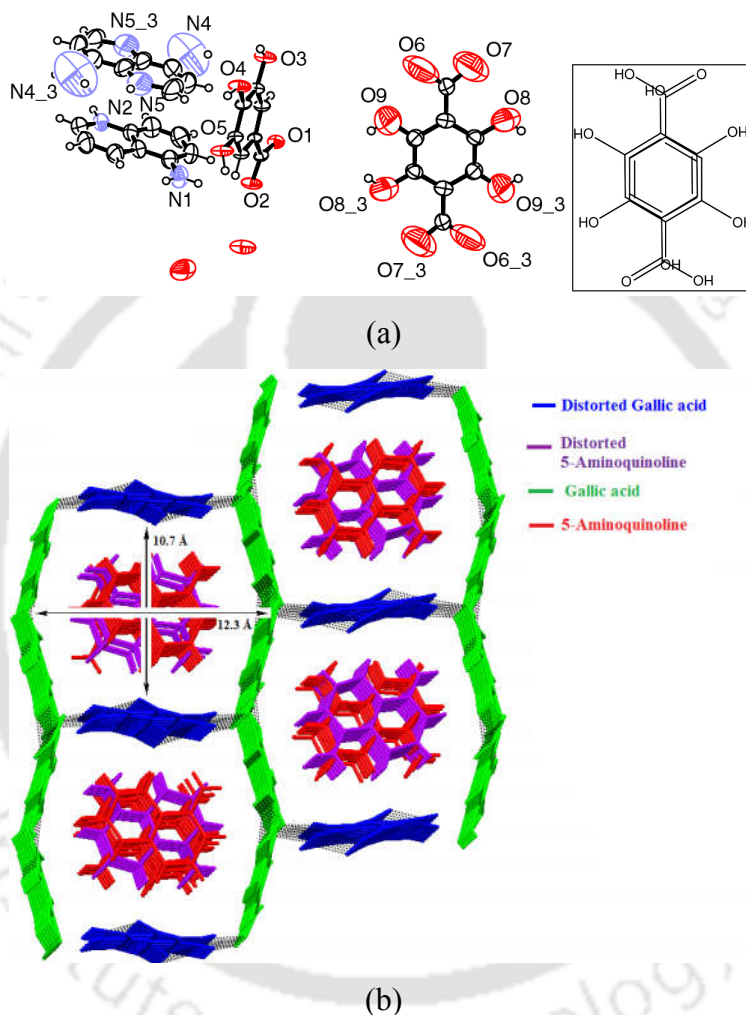 N5_3 N4
O3
O4
N4_3
N2 N5
O5 O1
N1 O2
O6 O7
O9 O8
O8_3 O9_3
O7_3 O6_3
HO O
HO
HO OH
HO OH
OH
O OH
(a)
Distorted Gallic acid
Distorted
5-Aminoquinoline
Gallic acid
5-Aminoquinoline
10.7 Å
12.3 Å
(b)